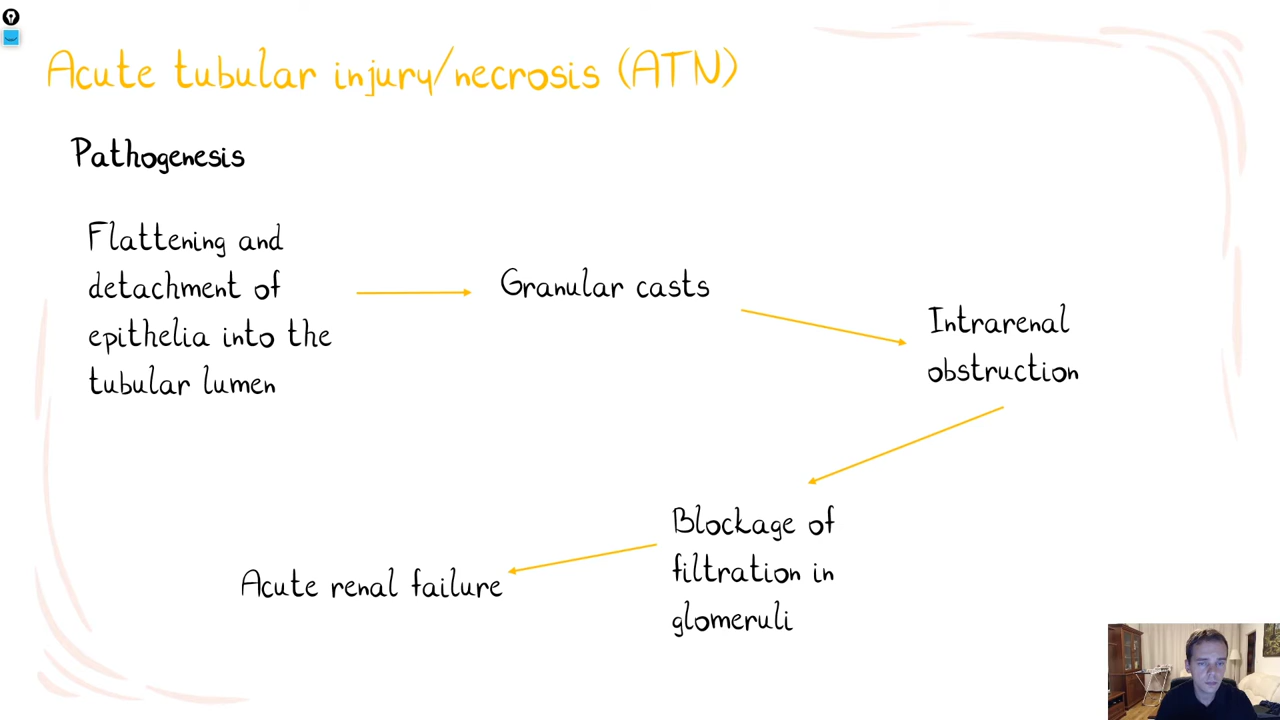 Acute tubular injury/necrosis (ATN)
Pathogenesis
Flattening and
detachment of
epithelia into the
tubular lumen
Granular casts
Intrarenal
obstruction
Blockage of
filtration in
glomeruli
Acute renal failure